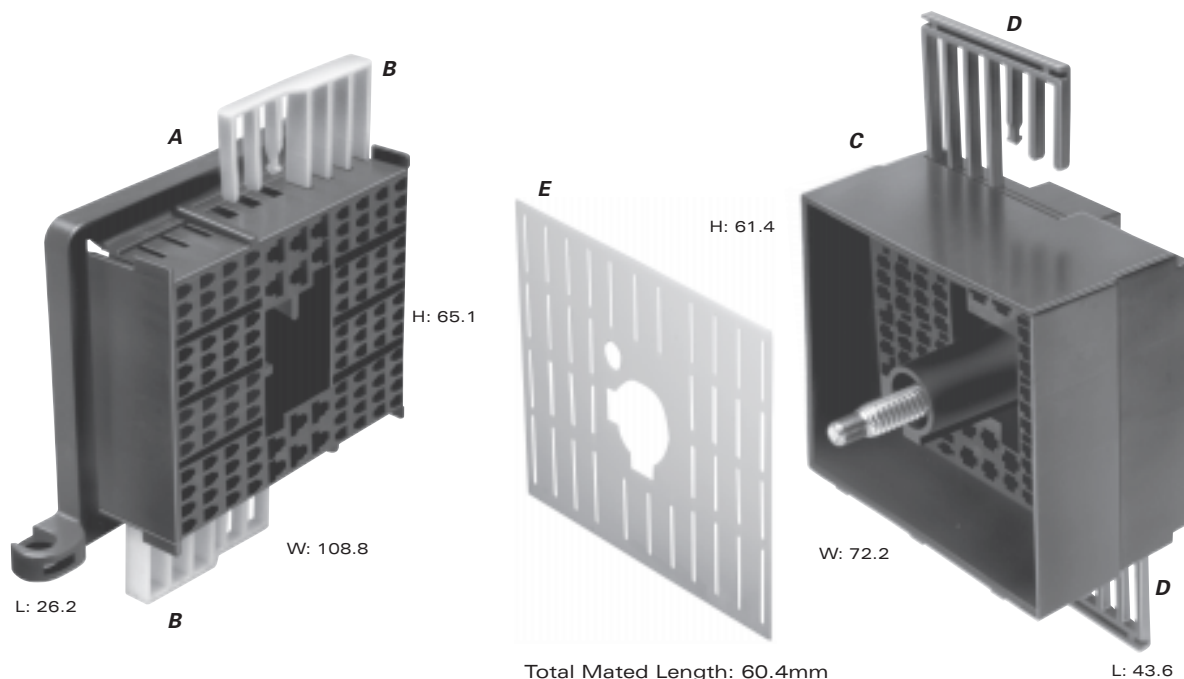 D
B
A
C
E
H: 61.4
H: 65.1
W: 108.8
W: 72.2
L: 26.2
B
D
Total Mated Length: 60.4mm
L: 43.6